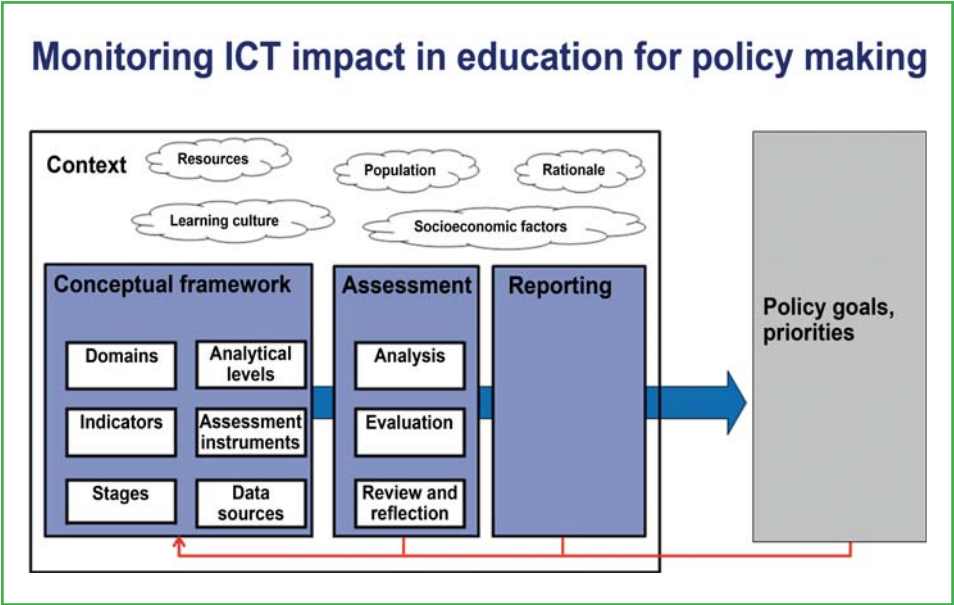 Monitoring ICT impact in education for policy making
Context
Resources
Population
Rationale
Learning culture
Socioeconomic factors
Conceptual framework
Domains
Analytical
levels
Indicators
Assessment
instruments
Stages
Data
sources
Assessment
Analysis
Evaluation
Review and
reflection
Reporting
Policy goals,
priorities